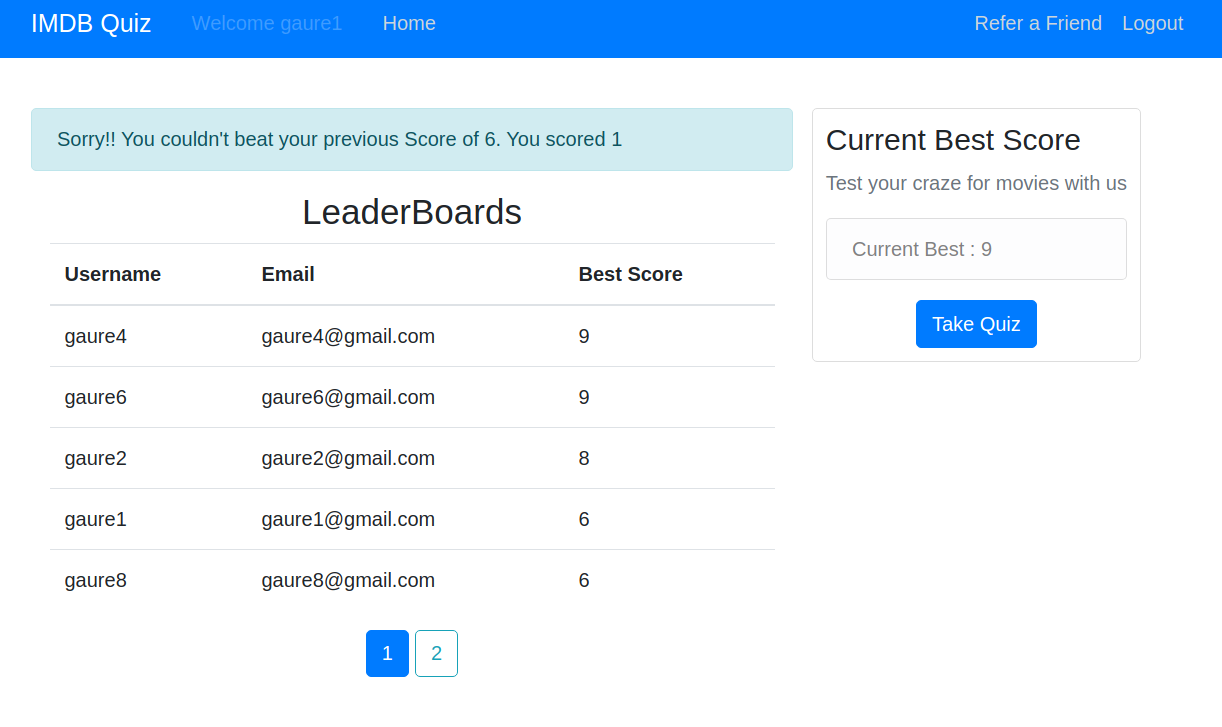 IMDB Quiz Welcome gaure1 Home Refer a Friend Logout
Sorry!! You couldn't beat your previous Score of 6. You scored 1
LeaderBoards
Username Email Best Score
gaure4 gaure4@gmail.com 9
gaure6 gaure6@gmail.com 9
gaure2 gaure2@gmail.com 8
gaure1 gaure1@gmail.com 6
gaure8 gaure8@gmail.com 6
1 2
Current Best Score
Test your craze for movies with us
Current Best : 9
Take Quiz